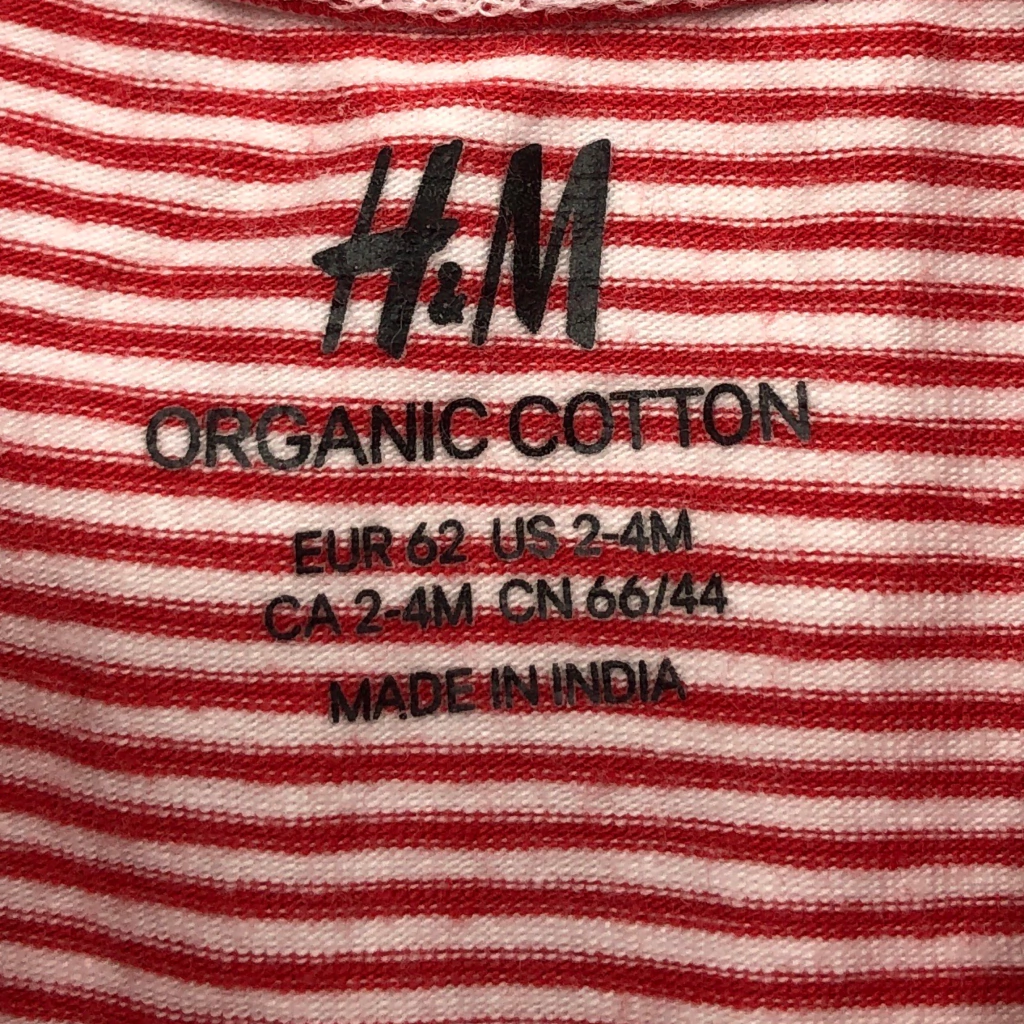 H&M
ORGANIC COTTON
EUR 62 US 2-4M
CA 2-4M CN 66/44
MADE IN INDIA